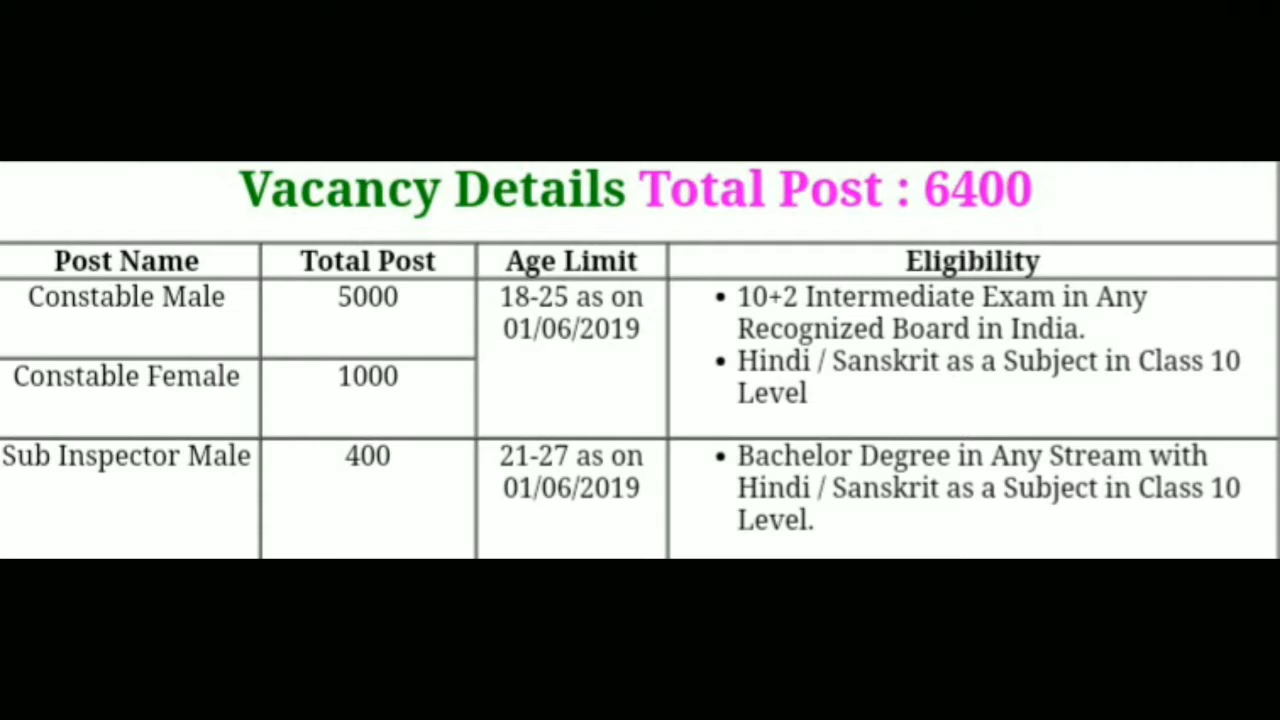 Vacancy Details Total Post : 6400
Post Name Total Post Age Limit Eligibility
Constable Male 5000 18-25 as on • 10+2 Intermediate Exam in Any
01/06/2019 Recognized Board in India.
• Hindi / Sanskrit as a Subject in Class 10
Constable Female 1000
Level
Sub Inspector Male 400 21-27 as on • Bachelor Degree in Any Stream with
01/06/2019 Hindi / Sanskrit as a Subject in Class 10
Level.